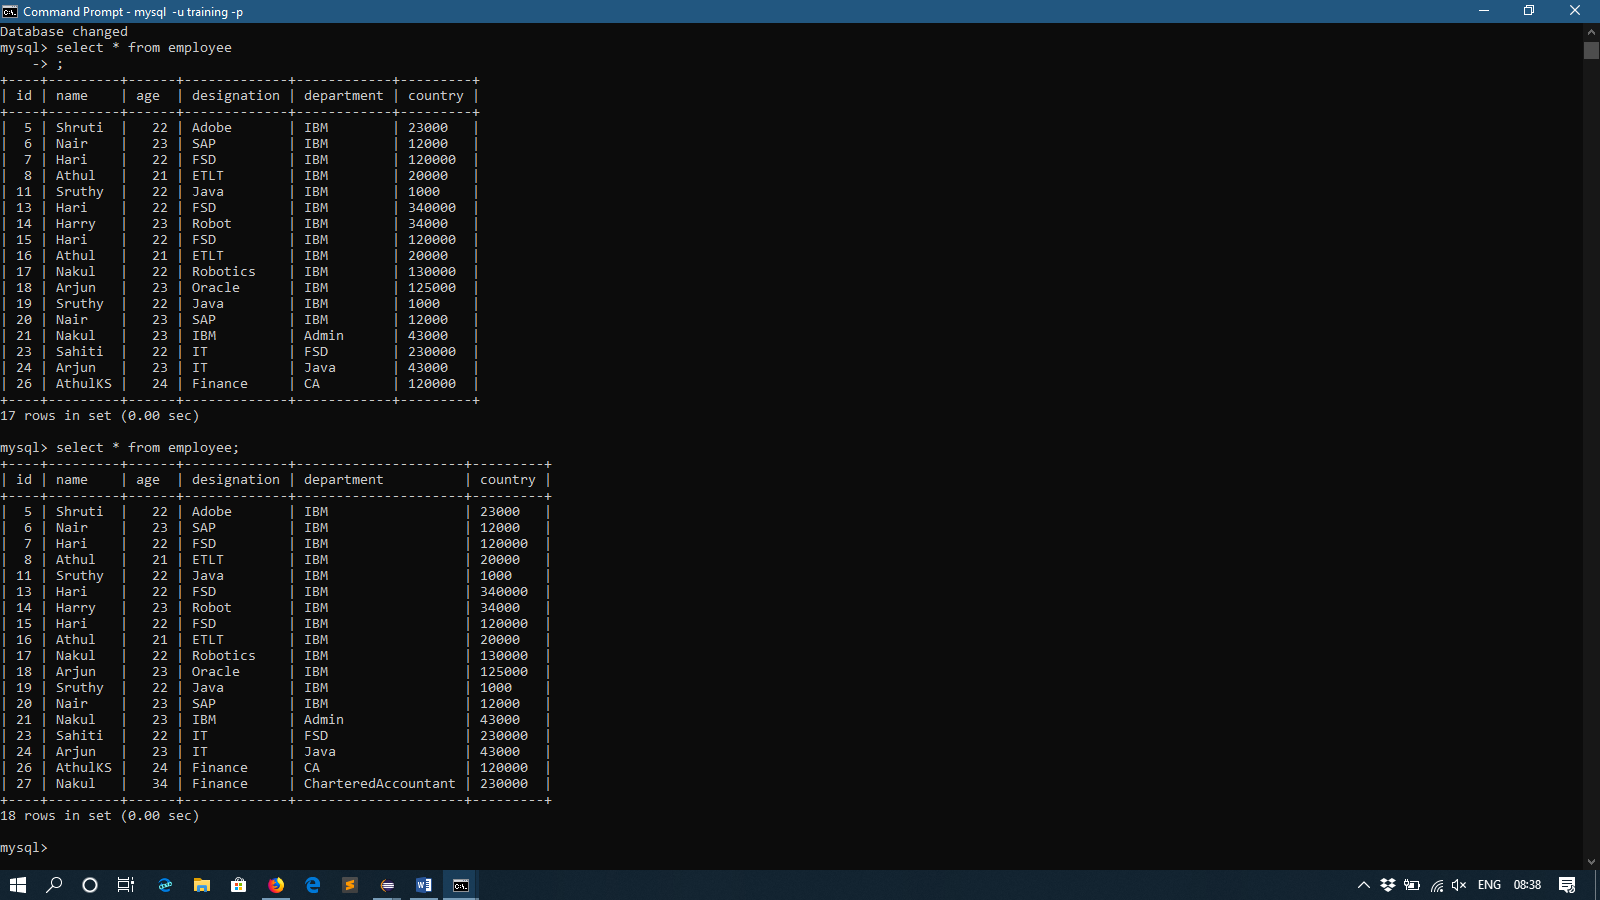 Command Prompt - mysql  -u training -p
Database changed
mysql> select * from employee
    -> ;
+----+---------+------+-------------+------------+---------+
| id | name    | age  | designation | department | country |
+----+---------+------+-------------+------------+---------+
|  5 | Shruti  |   22 | Adobe       | IBM        | 23000   |
|  6 | Nair    |   23 | SAP         | IBM        | 12000   |
|  7 | Hari    |   22 | FSD         | IBM        | 120000  |
|  8 | Athul   |   21 | ETLT        | IBM        | 20000   |
| 11 | Sruthy  |   22 | Java        | IBM        | 1000    |
| 13 | Hari    |   22 | FSD         | IBM        | 340000  |
| 14 | Harry   |   23 | Robot       | IBM        | 34000   |
| 15 | Hari    |   22 | FSD         | IBM        | 120000  |
| 16 | Athul   |   21 | ETLT        | IBM        | 20000   |
| 17 | Nakul   |   22 | Robotics    | IBM        | 130000  |
| 18 | Arjun   |   23 | Oracle      | IBM        | 125000  |
| 19 | Sruthy  |   22 | Java        | IBM        | 1000    |
| 20 | Nair    |   23 | SAP         | IBM        | 12000   |
| 21 | Nakul   |   23 | IBM         | Admin      | 43000   |
| 23 | Sahiti  |   22 | IT          | FSD        | 230000  |
| 24 | Arjun   |   23 | IT          | Java       | 43000   |
| 26 | AthulKS |   24 | Finance     | CA         | 120000  |
+----+---------+------+-------------+------------+---------+
17 rows in set (0.00 sec)
mysql> select * from employee;
+----+---------+------+-------------+---------------------+---------+
| id | name    | age  | designation | department          | country |
+----+---------+------+-------------+---------------------+---------+
|  5 | Shruti  |   22 | Adobe       | IBM                 | 23000   |
|  6 | Nair    |   23 | SAP         | IBM                 | 12000   |
|  7 | Hari    |   22 | FSD         | IBM                 | 120000  |
|  8 | Athul   |   21 | ETLT        | IBM                 | 20000   |
| 11 | Sruthy  |   22 | Java        | IBM                 | 1000    |
| 13 | Hari    |   22 | FSD         | IBM                 | 340000  |
| 14 | Harry   |   23 | Robot       | IBM                 | 34000   |
| 15 | Hari    |   22 | FSD         | IBM                 | 120000  |
| 16 | Athul   |   21 | ETLT        | IBM                 | 20000   |
| 17 | Nakul   |   22 | Robotics    | IBM                 | 130000  |
| 18 | Arjun   |   23 | Oracle      | IBM                 | 125000  |
| 19 | Sruthy  |   22 | Java        | IBM                 | 1000    |
| 20 | Nair    |   23 | SAP         | IBM                 | 12000   |
| 21 | Nakul   |   23 | IBM         | Admin               | 43000   |
| 23 | Sahiti  |   22 | IT          | FSD                 | 230000  |
| 24 | Arjun   |   23 | IT          | Java                | 43000   |
| 26 | AthulKS |   24 | Finance     | CA                  | 120000  |
| 27 | Nakul   |   34 | Finance     | CharteredAccountant | 230000  |
+----+---------+------+-------------+---------------------+---------+
18 rows in set (0.00 sec)
mysql>
ENG 08:38